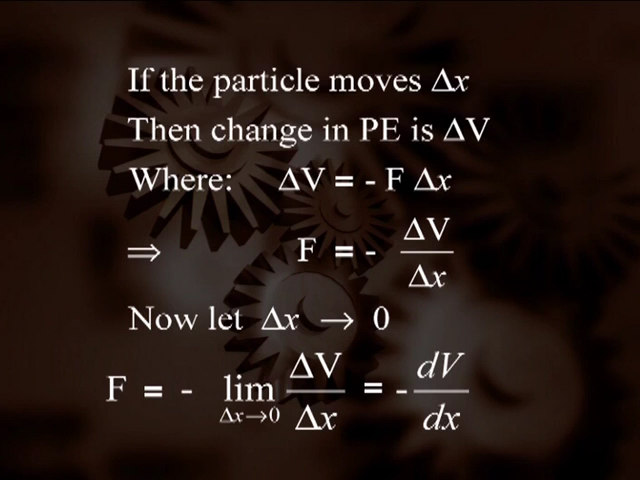 If the particle moves Δx
Then change in PE is ΔV
Where: ΔV = - F Δx
⇒ F = - ΔV/Δx
Now let Δx → 0
F = - lim Δx→0 ΔV/Δx = - dV/dx